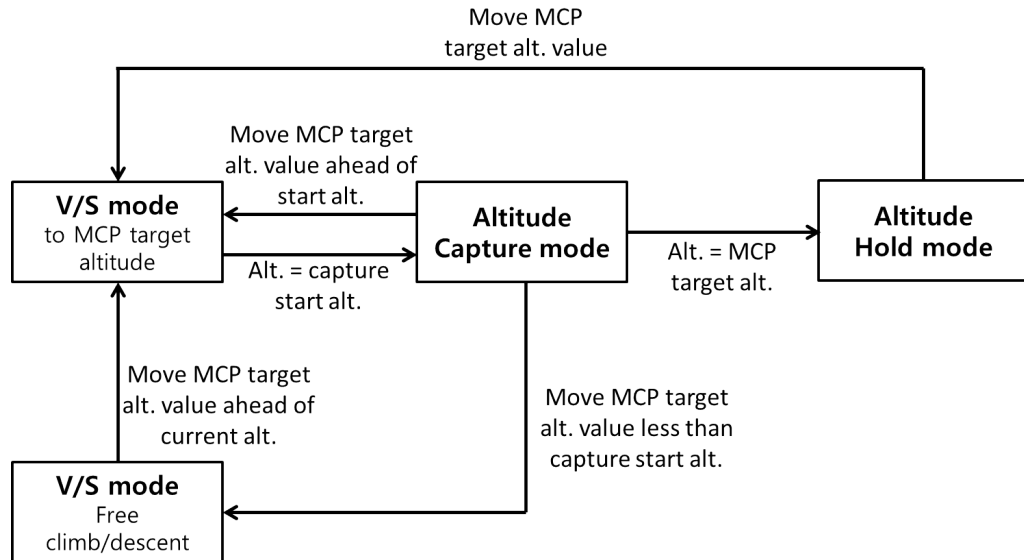 Move MCP
target alt. value
Move MCP target
alt. value ahead of
start alt.
V/S mode
to MCP target
altitude
Altitude
Capture mode
Altitude
Hold mode
Alt. = capture
start alt.
Alt. = MCP
target alt.
Move MCP target
alt. value ahead of
current alt.
Move MCP target
alt. value less than
capture start alt.
V/S mode
Free
climb/descent